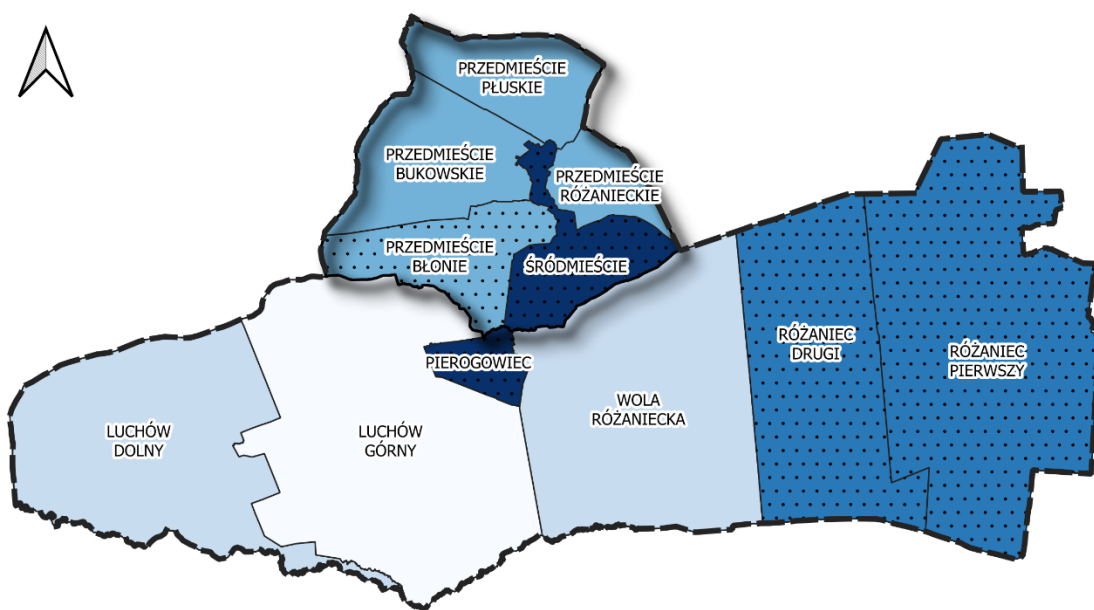 PRZEDMIEŚCIE
PŁUSKIE
PRZEDMIEŚCIE
BUKOWSKIE
PRZEDMIEŚCIE
RÓŻANIECKIE
PRZEDMIEŚCIE
BŁONIE
ŚRÓDMIEŚCIE
RÓŻANIEC
DRUGI
RÓŻANIEC
PIERWSZY
PIEROGOWIEC
WOLA
RÓŻANIECKA
LUCHÓW
DOLNY
LUCHÓW
GÓRNY